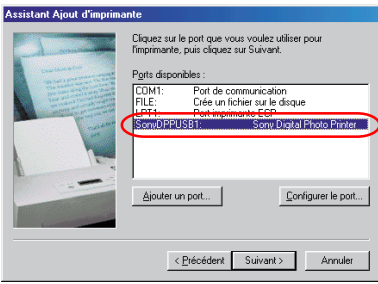 Assistant Ajout d'imprimante
Cliquez sur le port que vous voulez utiliser pour
l'imprimante, puis cliquez sur Suivant.
Ports disponibles :
COM1: Port de communication
FILE: Crée un fichier sur le disque
LPT1: Port imprimante ECP
SonyDPPUSB1: Sony Digital Photo Printer
Ajouter un port...
Configurer le port...
< Précédent
Suivant >
Annuler